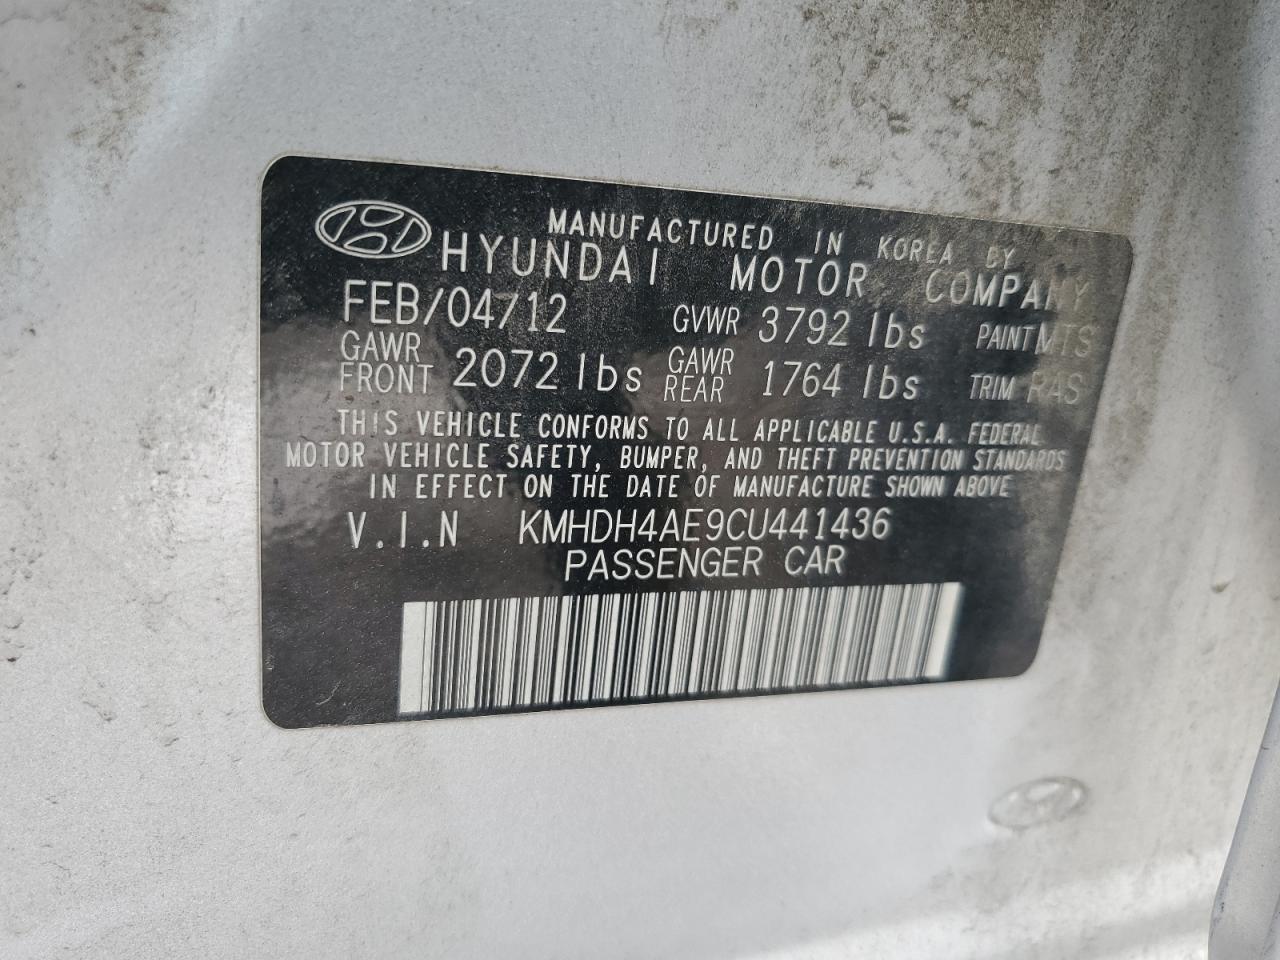 MANUFACTURED IN KOREA BY
HYUNDAI MOTOR COMPANY
FEB/04/12 GVWR 3792 lbs PAINT MTS
GAWR FRONT 2072 lbs GAWR REAR 1764 lbs TRIM RAS
THIS VEHICLE CONFORMS TO ALL APPLICABLE U.S.A. FEDERAL
MOTOR VEHICLE SAFETY, BUMPER, AND THEFT PREVENTION STANDARDS
IN EFFECT ON THE DATE OF MANUFACTURE SHOWN ABOVE
V.I.N KMHDH4AE9CU441436
PASSENGER CAR